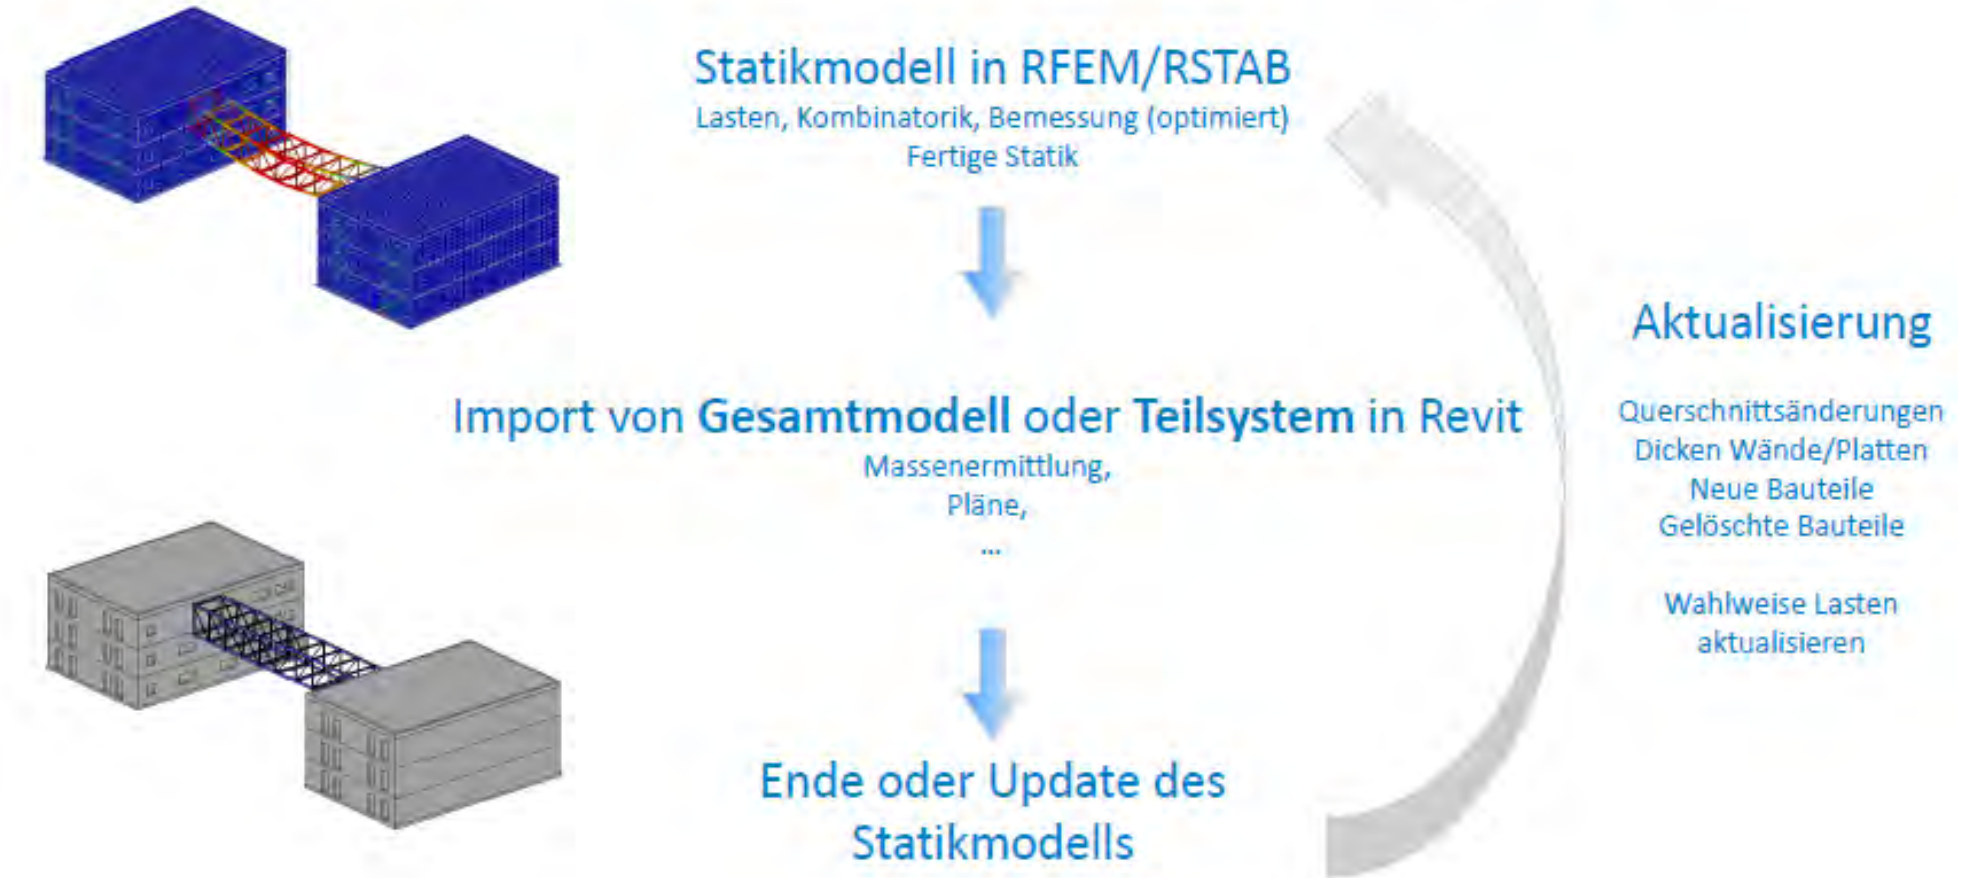 Statikmodell in RFEM/RSTAB
Lasten, Kombinatorik, Bemessung (optimiert)
Fertige Statik
Import von Gesamtmodell oder Teilsystem in Revit
Massenermittlung,
Pläne,
...
Ende oder Update des
Statikmodells
Aktualisierung
Querschnittsänderungen
Dicken Wände/Platten
Neue Bauteile
Gelöschte Bauteile
Wahlweise Lasten
aktualisieren